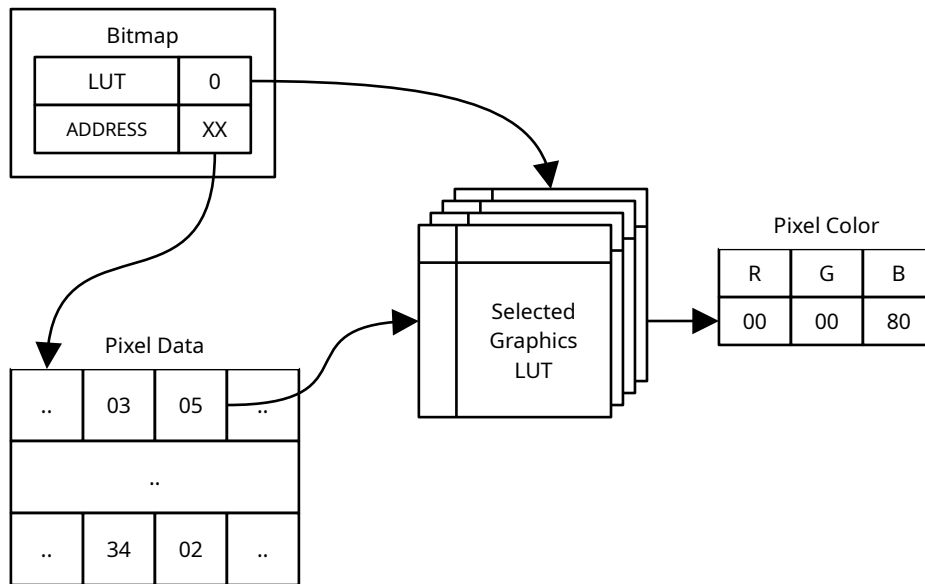 Bitmap
LUT 0
ADDRESS XX
Pixel Color
R G B
00 00 80
Selected
Graphics
LUT
Pixel Data
.. 03 05 ..
..
.. 34 02 ..